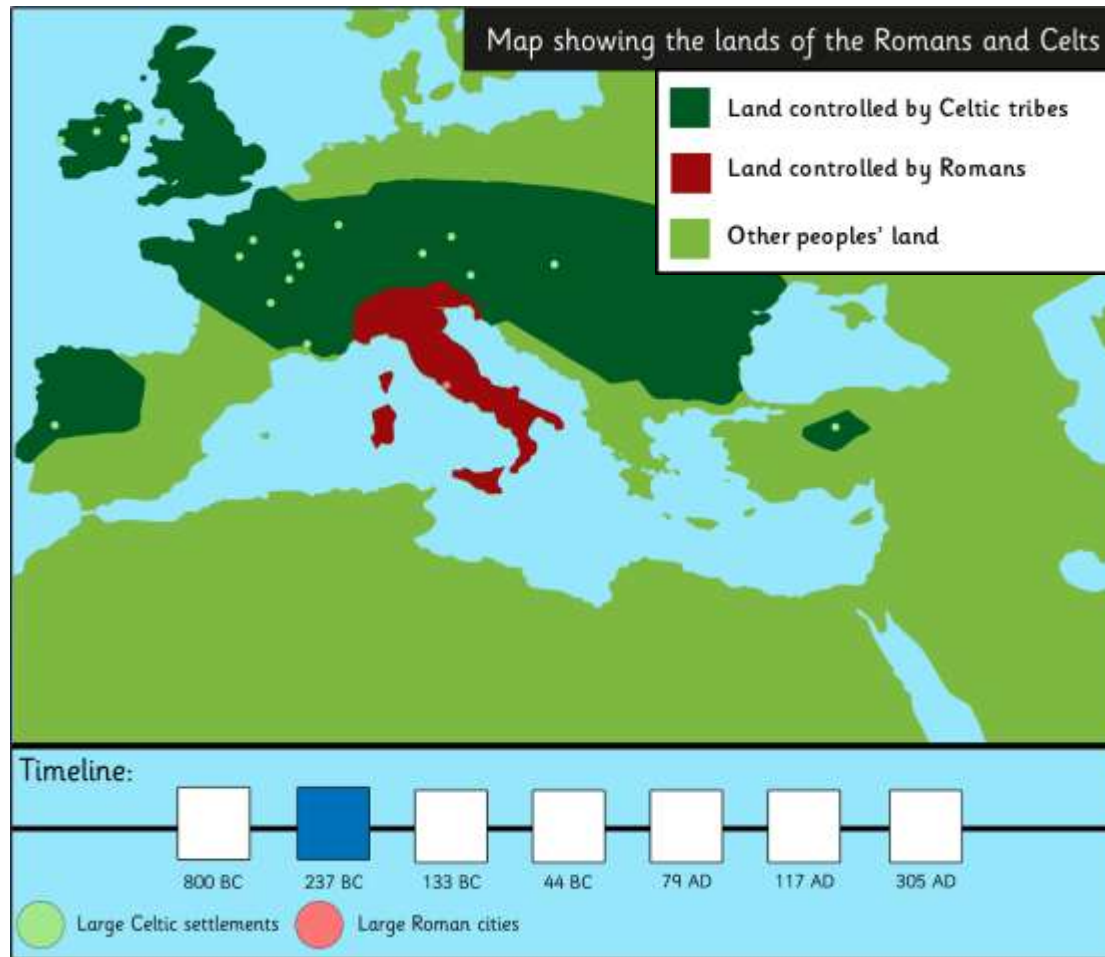 Map showing the lands of the Romans and Celts
Land controlled by Celtic tribes
Land controlled by Romans
Other peoples' land
Timeline:
800 BC
237 BC
133 BC
44 BC
79 AD
117 AD
305 AD
Large Celtic settlements
Large Roman cities